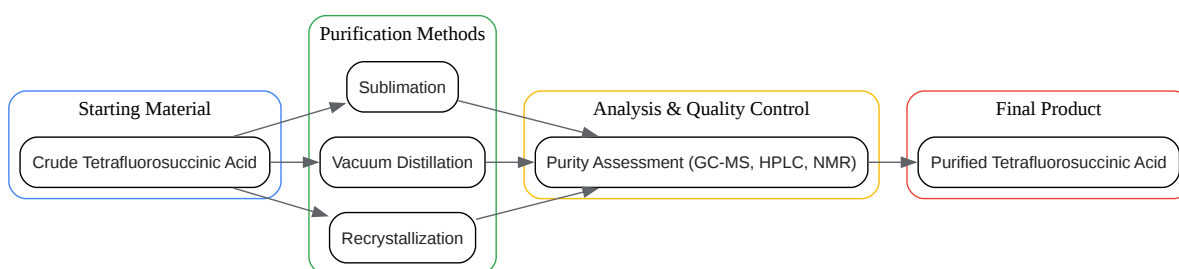 Purification Methods
Starting Material
Crude Tetrafluorosuccinic Acid
Sublimation
Vacuum Distillation
Recrystallization
Analysis & Quality Control
Purity Assessment (GC-MS, HPLC, NMR)
Final Product
Purified Tetrafluorosuccinic Acid